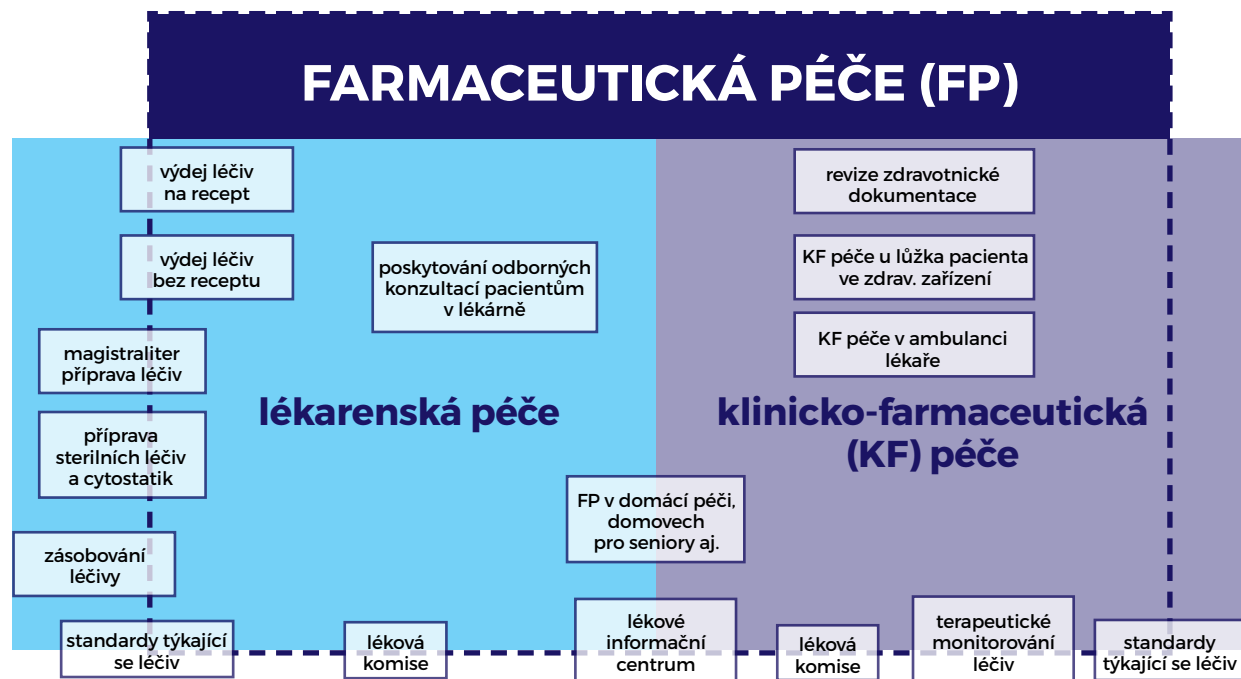 FARMACEUTICKÁ PÉČE (FP)
výdej léčiv
na recept
výdej léčiv
bez receptu
poskytování odborných
konzultací pacientům
v lékárně
magistraliter
příprava léčiv
lékarenská péče
příprava
sterilních léčiv
a cytostatik
zásobování
léčivy
standardy týkající
se léčiv
léková
komise
revize zdravotnické
dokumentace
KF péče u lůžka pacienta
ve zdrav. zařízení
KF péče v ambulanci
lékaře
klinicko-farmaceutická
(KF) péče
FP v domácí péči,
domovech
pro seniory aj.
lékové
informační
centrum
léková
komise
terapeutické
monitorování
léčiv
standardy
týkající se léčiv